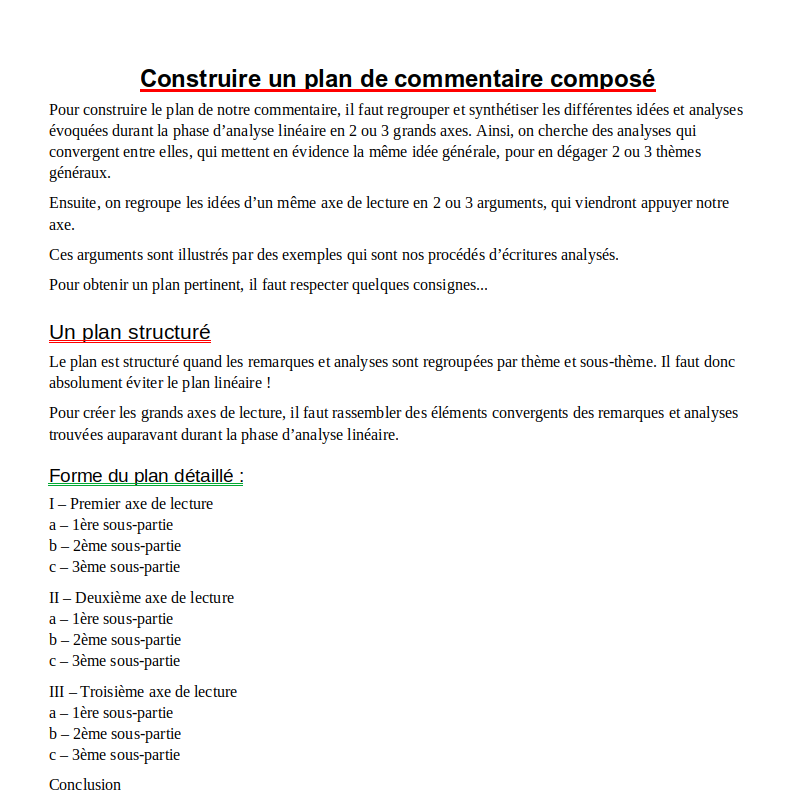 Construire un plan de commentaire composé
Pour construire le plan de notre commentaire, il faut regrouper et synthétiser les différentes idées et analyses
évoquées durant la phase d’analyse linéaire en 2 ou 3 grands axes. Ainsi, on cherche des analyses qui
convergent entre elles, qui mettent en évidence la même idée générale, pour en dégager 2 ou 3 thèmes
généraux.
Ensuite, on regroupe les idées d’un même axe de lecture en 2 ou 3 arguments, qui viendront appuyer notre
axe.
Ces arguments sont illustrés par des exemples qui sont nos procédés d’écritures analysés.
Pour obtenir un plan pertinent, il faut respecter quelques consignes...
Un plan structuré
Le plan est structuré quand les remarques et analyses sont regroupées par thème et sous-thème. Il faut donc
absolument éviter le plan linéaire !
Pour créer les grands axes de lecture, il faut rassembler des éléments convergents des remarques et analyses
trouvées auparavant durant la phase d’analyse linéaire.
Forme du plan détaillé :
I – Premier axe de lecture
a – 1ère sous-partie
b – 2ème sous-partie
c – 3ème sous-partie
II – Deuxième axe de lecture
a – 1ère sous-partie
b – 2ème sous-partie
c – 3ème sous-partie
III – Troisième axe de lecture
a – 1ère sous-partie
b – 2ème sous-partie
c – 3ème sous-partie
Conclusion